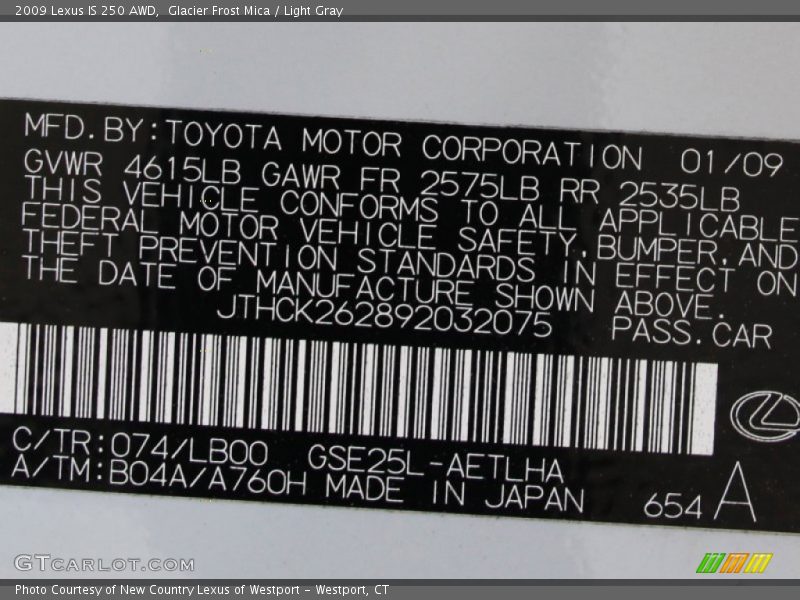 2009 Lexus IS 250 AWD,  Glacier Frost Mica / Light Gray
MFD. BY: TOYOTA MOTOR CORPORATION 01/09
GVWR 4615LB GAWR FR 2575LB RR 2535LB
THIS VEHICLE CONFORMS TO ALL APPLICABLE
FEDERAL MOTOR VEHICLE SAFETY, BUMPER, AND
THEFT PREVENTION STANDARDS IN EFFECT ON
THE DATE OF MANUFACTURE SHOWN ABOVE.
JTHCK262892032075 PASS. CAR
C/TR: 074/LB00 GSE25L-AETLHA
A/TM: B04A/A760H MADE IN JAPAN 654 A
GTCARLOT.COM
Photo Courtesy of New Country Lexus of Westport - Westport, CT